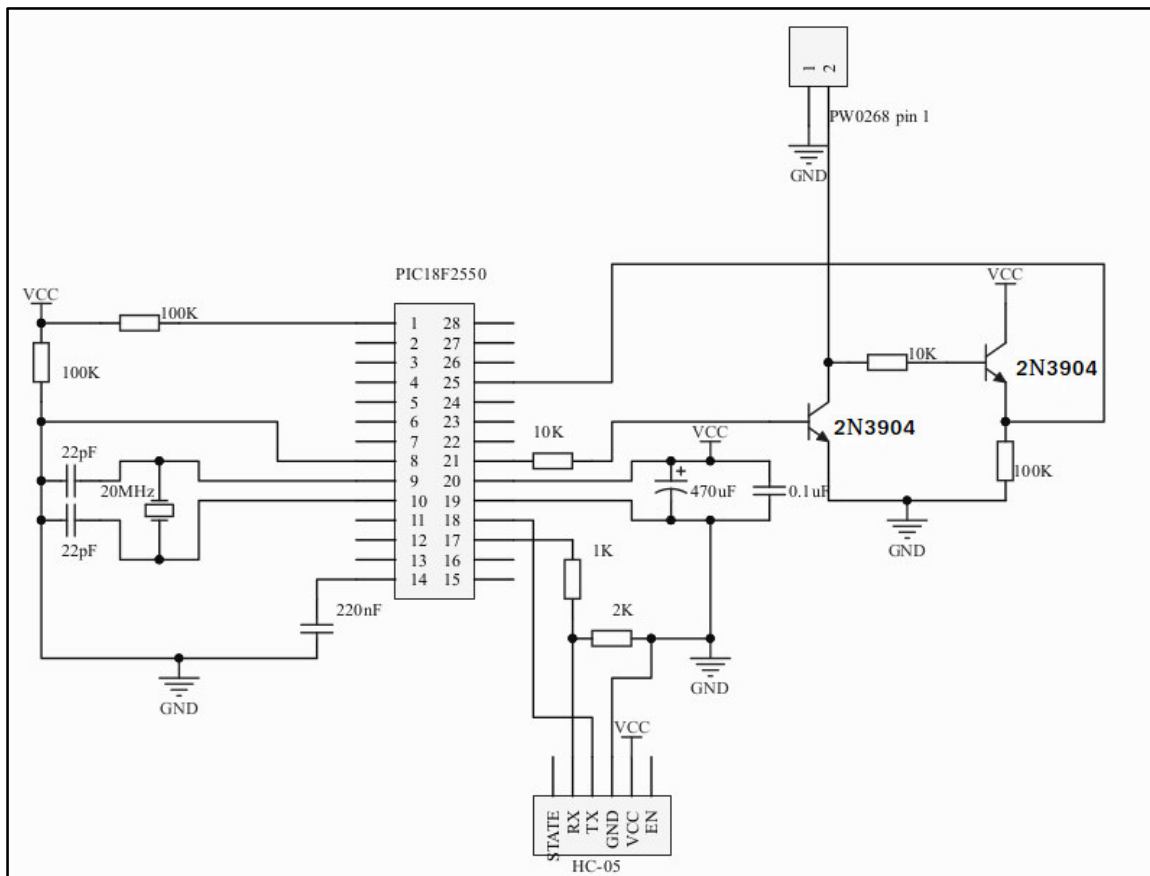 1
2
PW0268 pin 1
GND
PIC18F2550
VCC
VCC
100K
1 28
2 27
3 26
100K
4 25
10K
2N3904
5 24
6 23
2N3904
7 22
22pF
8 21
10K
VCC
9 20
100K
20MHz
+
470uF
0.1uF
10 19
11 18
22pF
12 17
1K
GND
13 16
14 15
220nF
2K
GND
GND
VCC
STATE
RX
TX
GND
VCC
EN
HC-05